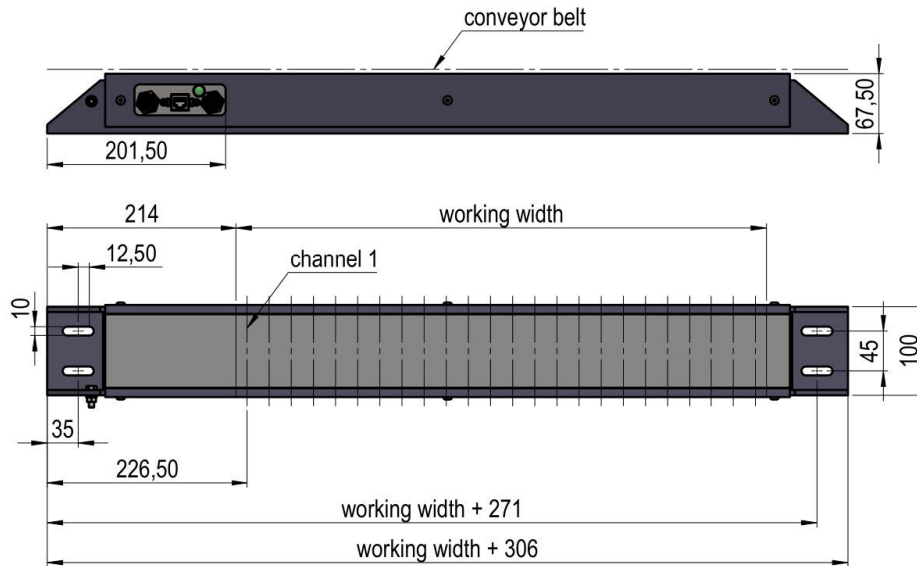 conveyor belt
67,50
201,50
214
working width
12,50
channel 1
10
45
100
35
226,50
working width + 271
working width + 306